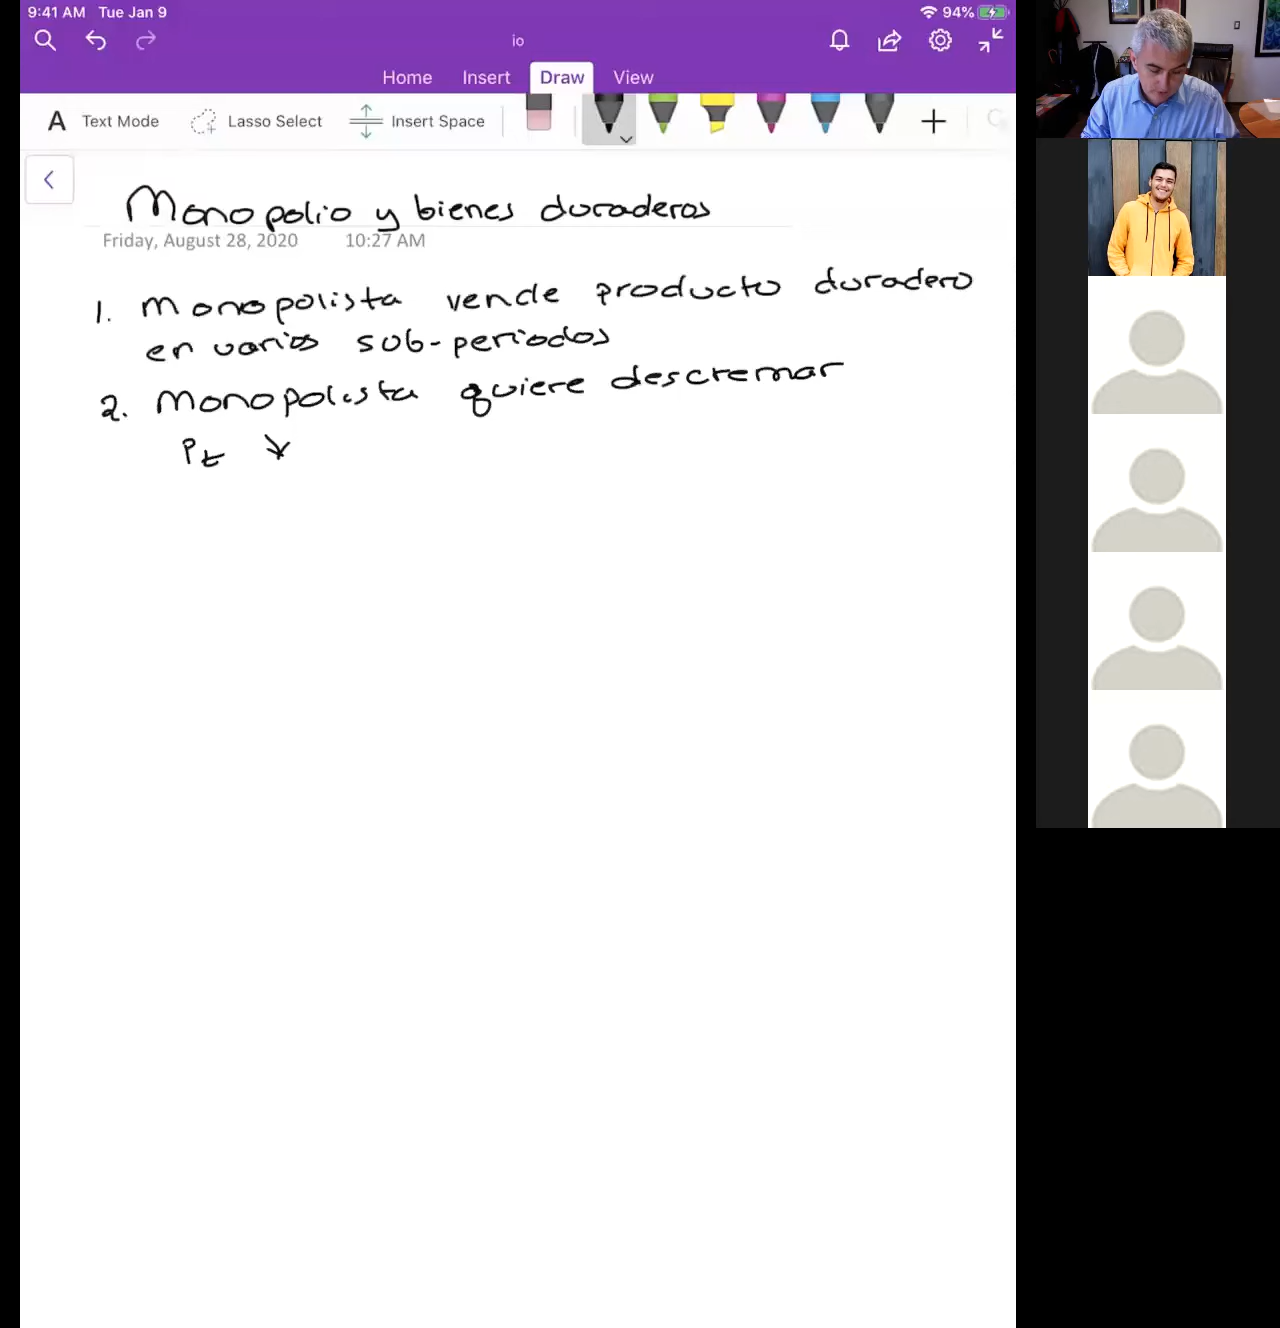 9:41 AM Tue Jan 9
94%
io
Home Insert Draw View
A Text Mode Lasso Select Insert Space
Monopolio y bienes duraderos
Friday, August 28, 2020 10:27 AM
1. Monopolista vende producto duradero
en varios sub-periodos
2. Monopolista quiere descremar
Pt ↓